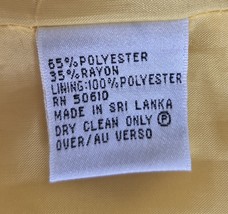 65% POLYESTER
35% RAYON
LINING:100% POLYESTER
RN 50610
MADE IN SRI LANKA
DRY CLEAN ONLY Ⓟ
OVER/AU VERSO